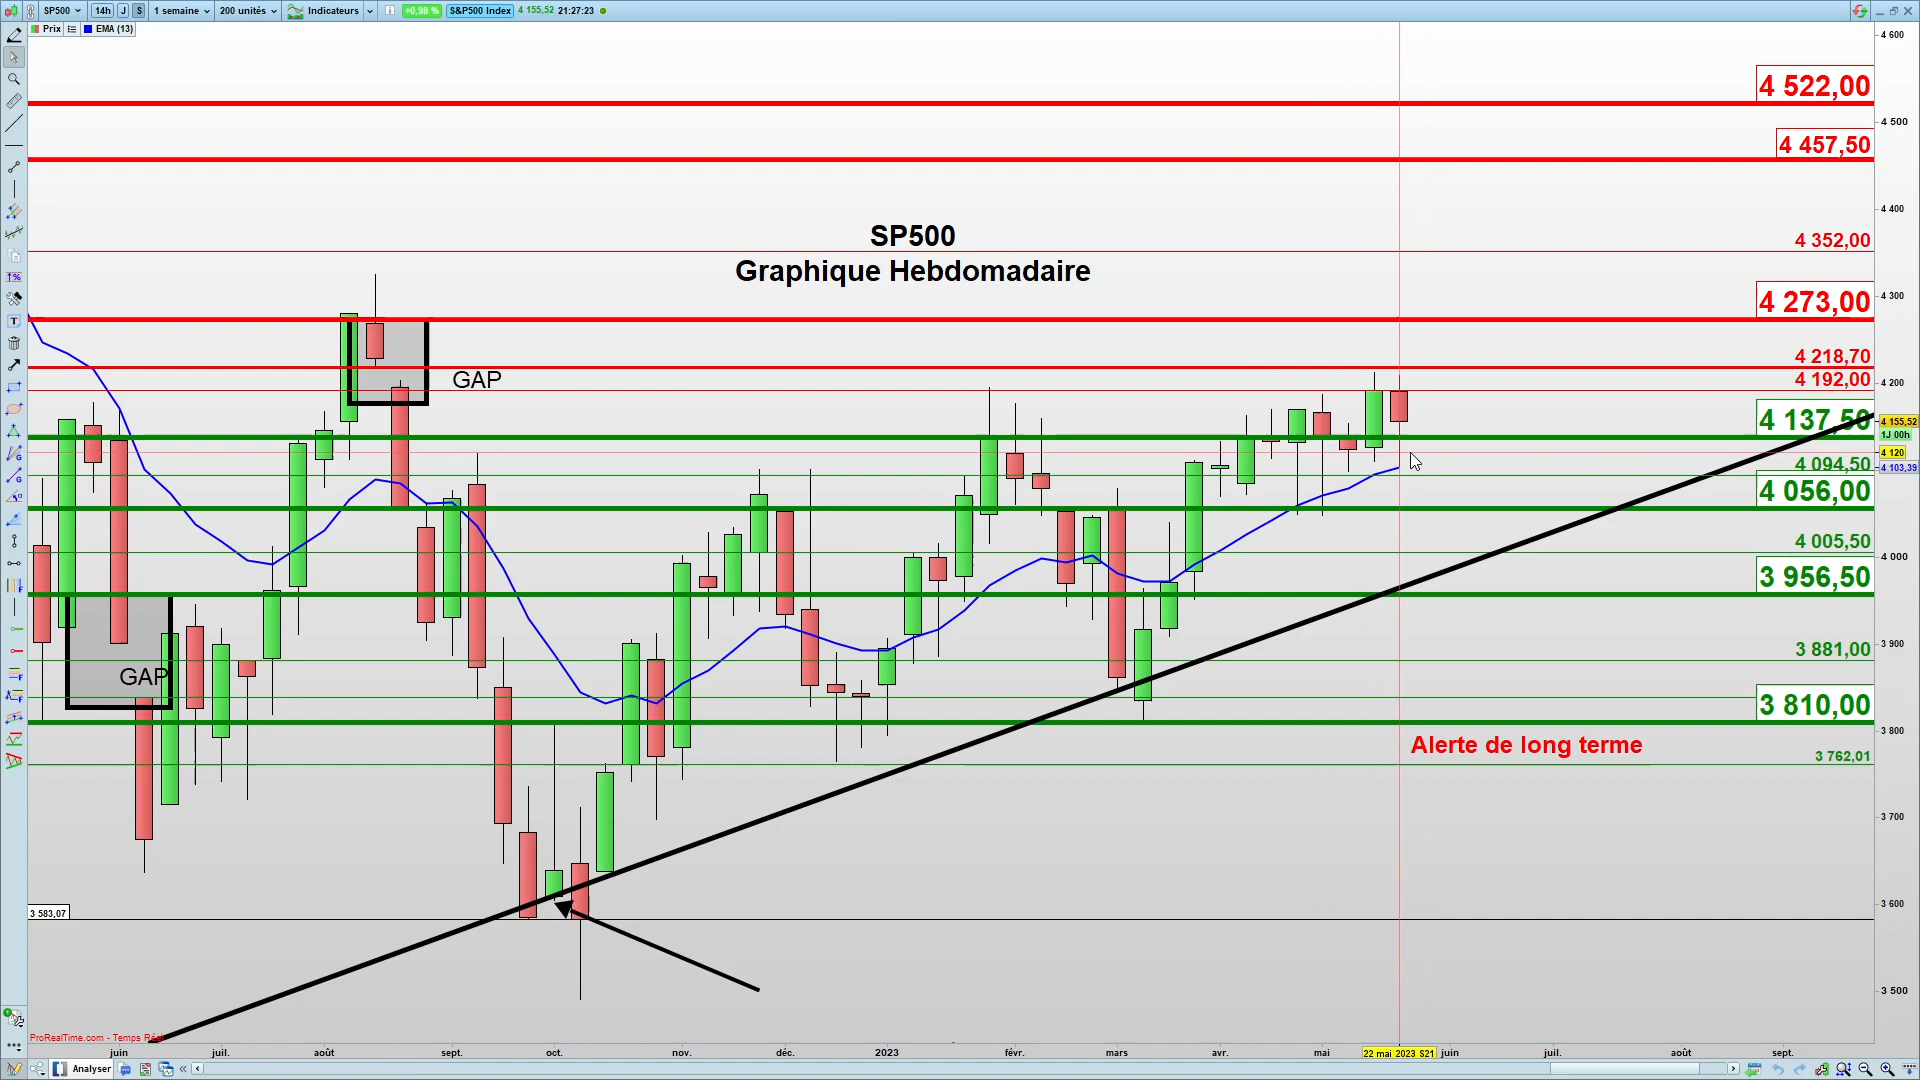 SP500 14h J S 1 semaine 200 unités Indicateurs +0,98 % S&P500 Index 4 155,52 21:27:23
Prix EMA (13)
4 600
4 522,00
4 500
4 457,50
4 400
SP500
4 352,00
Graphique Hebdomadaire
4 300
4 273,00
4 218,70
GAP
4 192,00
4 200
4 137,50
4 155,52
1J 00h
4 120
4 094,50
4 103,39
4 056,00
4 005,50
4 000
3 956,50
3 900
3 881,00
GAP
3 810,00
3 800
Alerte de long terme
3 762,01
3 700
3 600
3 583,07
3 500
ProRealTime.com - Temps Réel
juin juil. août sept. oct. nov. déc. 2023 févr. mars avr. mai 22 mai 2023 S21 juin juil. août sept.
Analyser